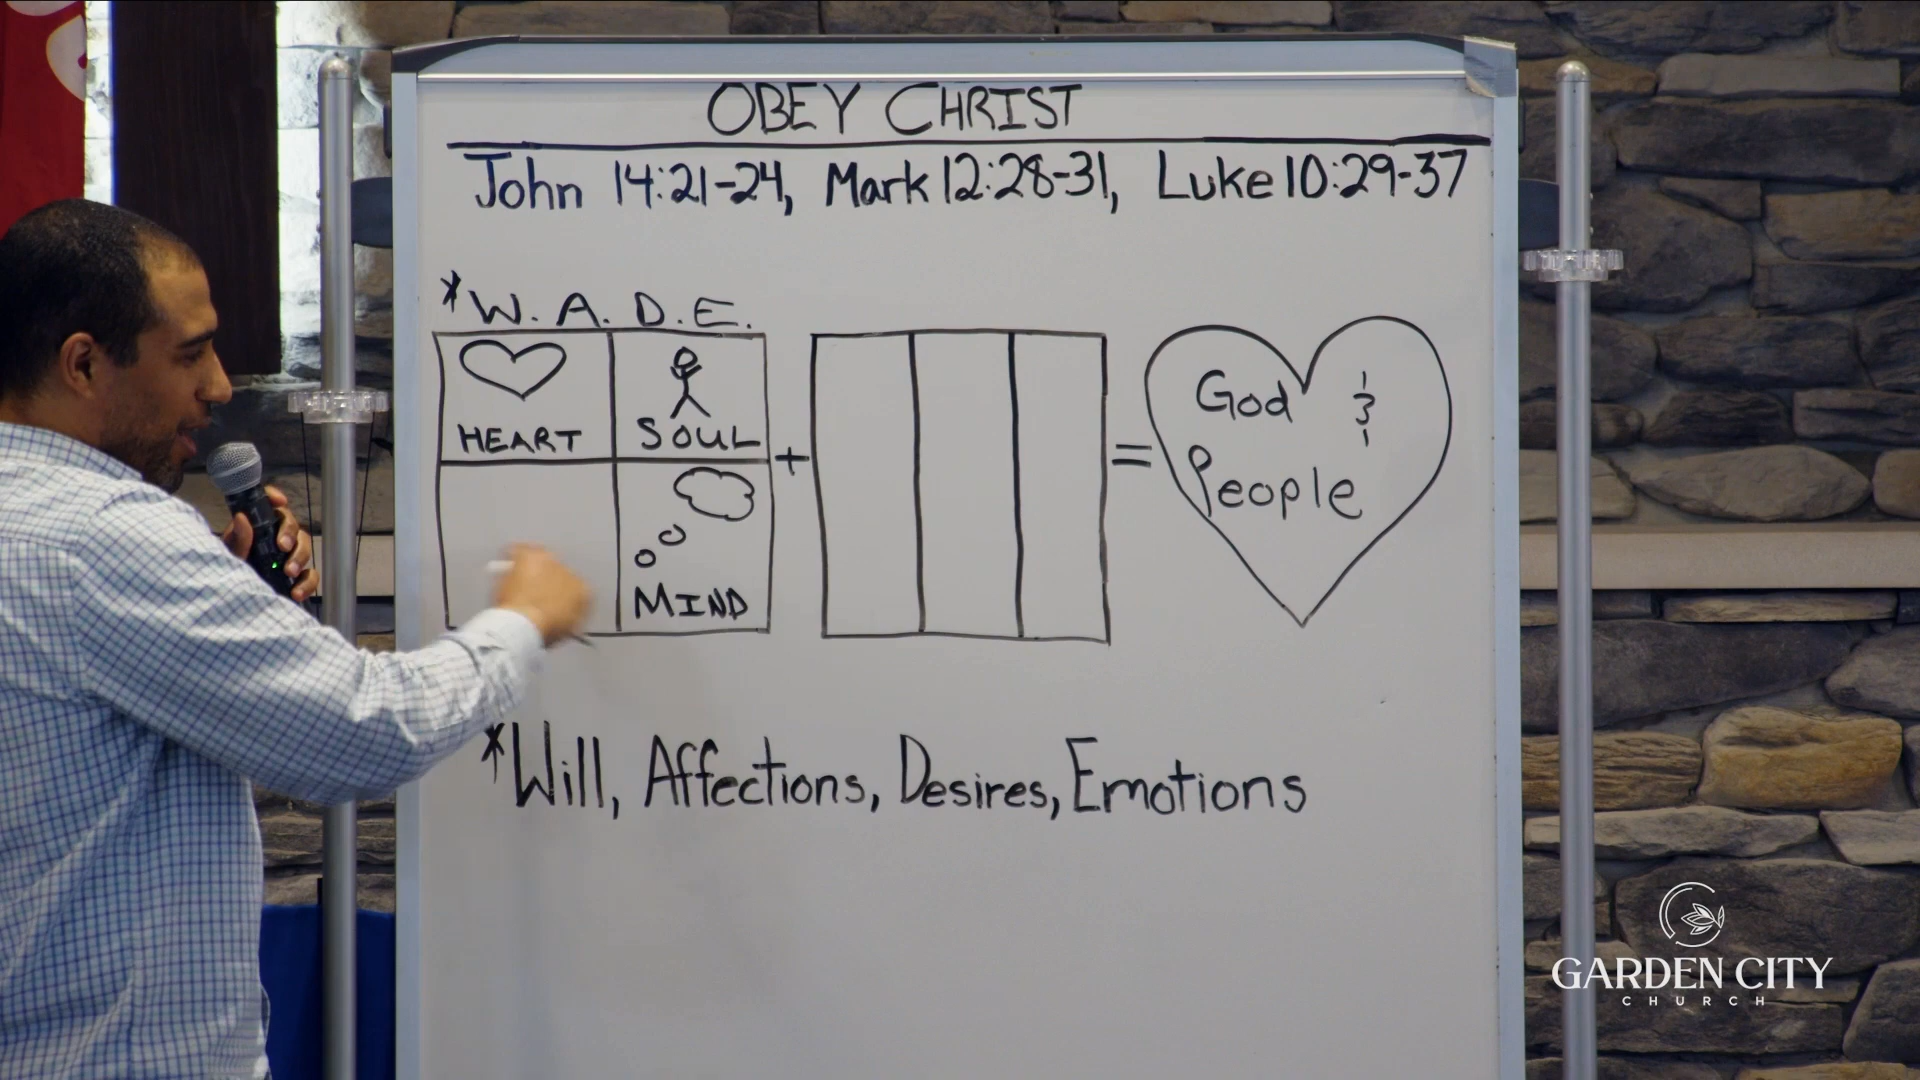 OBEY CHRIST
John 14:21-24, Mark 12:28-31, Luke 10:29-37
*W. A. D. E.
HEART
SOUL
MIND
+
=
God &
People
*Will, Affections, Desires, Emotions
GARDEN CITY
CHURCH